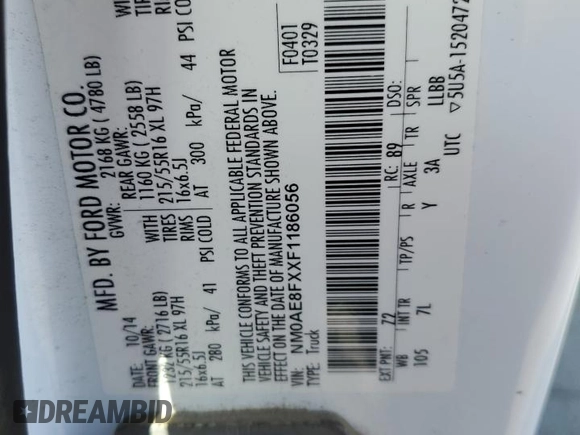 MFD. BY FORD MOTOR CO.
DATE: 10/14
GVWR: 2168 KG ( 4780 LB)
FRONT GAWR: 1232 KG ( 2716 LB)
REAR GAWR: 1160 KG ( 2558 LB)
WITH
215/55R16 XL 97H
TIRES
215/55R16 XL 97H
16x6.5J
RIMS
16x6.5J
AT 280 kPa/ 41 PSI COLD
AT 300 kPa/ 44 PSI COLD
WITH
TIRES
RIMS
THIS VEHICLE CONFORMS TO ALL APPLICABLE FEDERAL MOTOR
VEHICLE SAFETY AND THEFT PREVENTION STANDARDS IN
EFFECT ON THE DATE OF MANUFACTURE SHOWN ABOVE.
VIN: NM0AE8FXXF1186056
TYPE: Truck
F0401
T0329
EXT PNT: Z2 RC: 89 DSO:
WB INT TR TP/PS R AXLE TR SPR
105 7L Y 3A LLBB
UTC ▽5U5A-1520472
DREAMBID